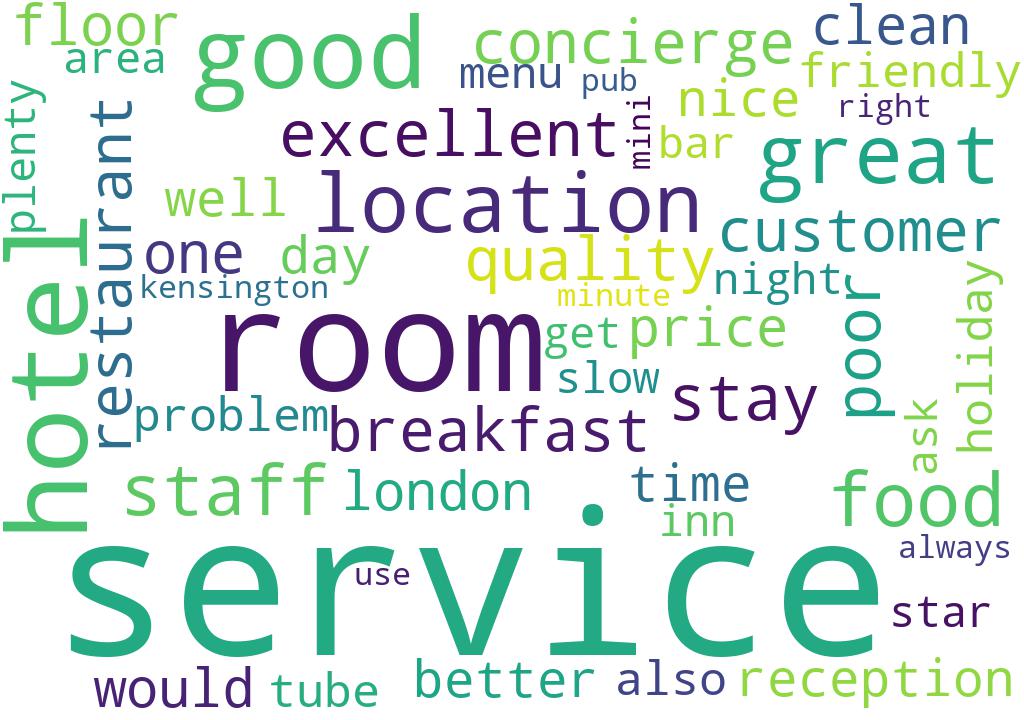 floor
good
concierge
clean
area
menu
pub
friendly
plenty
restaurant
excellent
mini
nice
bar
right
great
well
location
customer
hotel
one
day
quality
night
kensington
minute
room
get
price
poor
holiday
slow
stay
problem
breakfast
ask
staff
london
time
inn
food
service
use
always
star
would
tube
better
also
reception